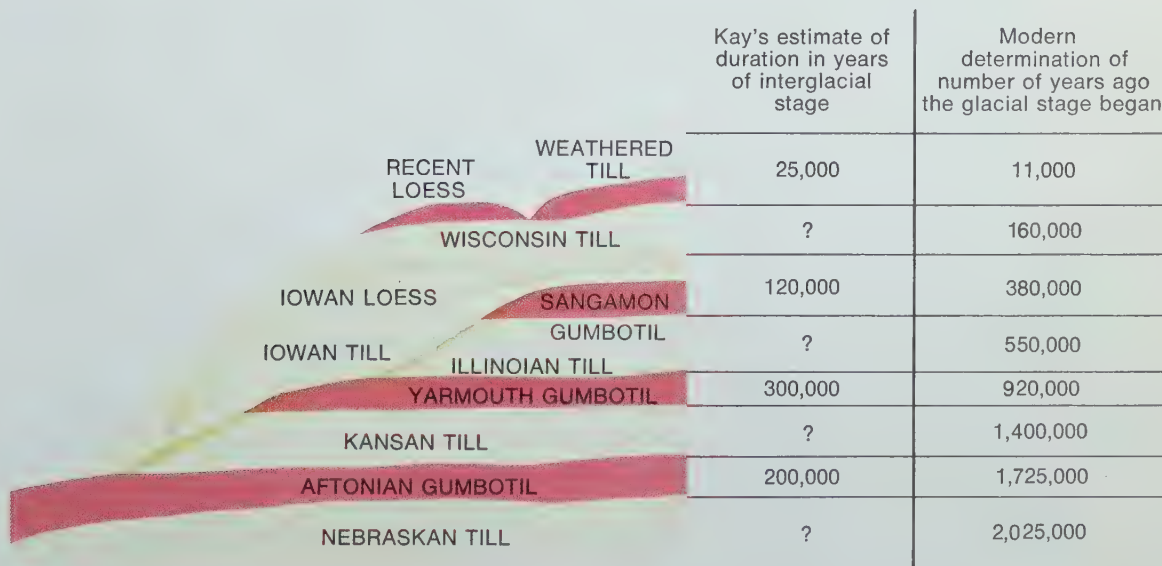 Kay's estimate of
duration in years
of interglacial
stage
Modern
determination of
number of years ago
the glacial stage began
RECENT
LOESS
WEATHERED
TILL
25,000
11,000
WISCONSIN TILL
?
160,000
IOWAN LOESS
SANGAMON
GUMBOTIL
120,000
380,000
IOWAN TILL
ILLINOIAN TILL
?
550,000
YARMOUTH GUMBOTIL
300,000
920,000
KANSAN TILL
?
1,400,000
AFTONIAN GUMBOTIL
200,000
1,725,000
NEBRASKAN TILL
?
2,025,000